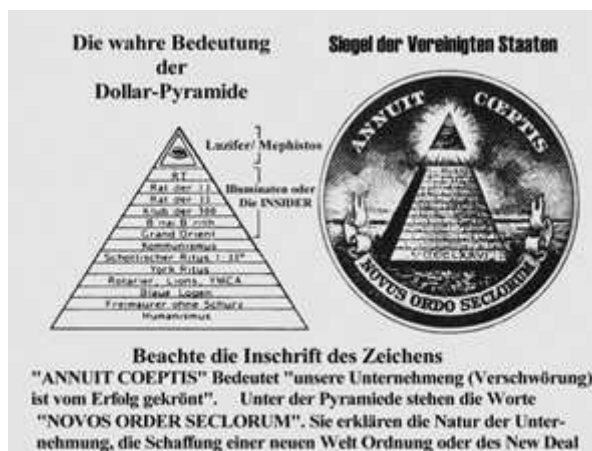 Die wahre Bedeutung
der
Dollar-Pyramide
Luzifer/ Mephistos
RT
Rat der 13
Rat der 33
Klub der 300
B'nai B'rith
Grand Orient
Kommunismus
Schottischer Ritus 1-33°
York Ritus
Rotarier, Lions, YMCA
Blaue Logen
Freimaurer ohne Schurz
Humanismus
Illuminaten oder
Die INSIDER
Siegel der Vereinigten Staaten
ANNUIT COEPTIS
NOVUS ORDO SECLORUM
Beachte die Inschrift des Zeichens
"ANNUIT COEPTIS" Bedeutet "unsere Unternehmeng (Verschwörung)
ist vom Erfolg gekrönt". Unter der Pyramiede stehen die Worte
"NOVOS ORDER SECLORUM". Sie erklären die Natur der Unter-
nehmung, die Schaffung einer neuen Welt Ordnung oder des New Deal